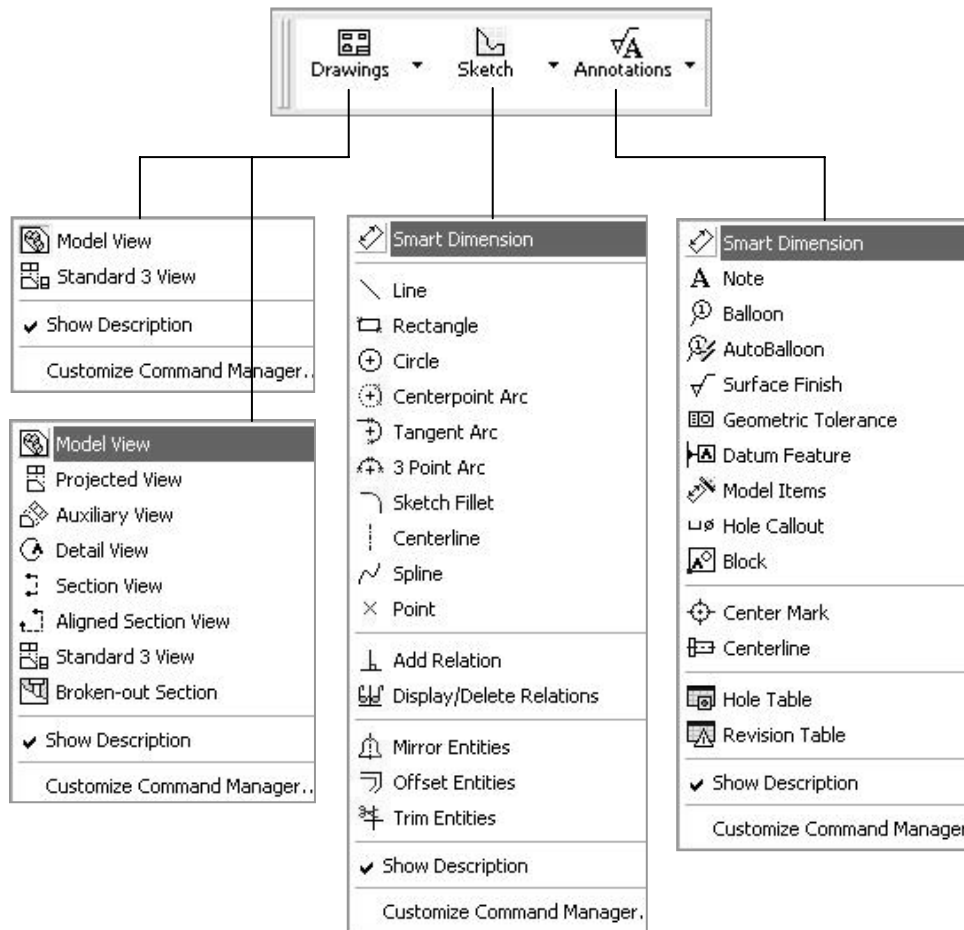 Drawings
Sketch
Annotations
Model View
Standard 3 View
Show Description
Customize Command Manager..
Model View
Projected View
Auxiliary View
Detail View
Section View
Aligned Section View
Standard 3 View
Broken-out Section
Show Description
Customize Command Manager..
Smart Dimension
Line
Rectangle
Circle
Centerpoint Arc
Tangent Arc
3 Point Arc
Sketch Fillet
Centerline
Spline
Point
Add Relation
Display/Delete Relations
Mirror Entities
Offset Entities
Trim Entities
Show Description
Customize Command Manager.
Smart Dimension
Note
Balloon
AutoBalloon
Surface Finish
Geometric Tolerance
Datum Feature
Model Items
Hole Callout
Block
Center Mark
Centerline
Hole Table
Revision Table
Show Description
Customize Command Manager